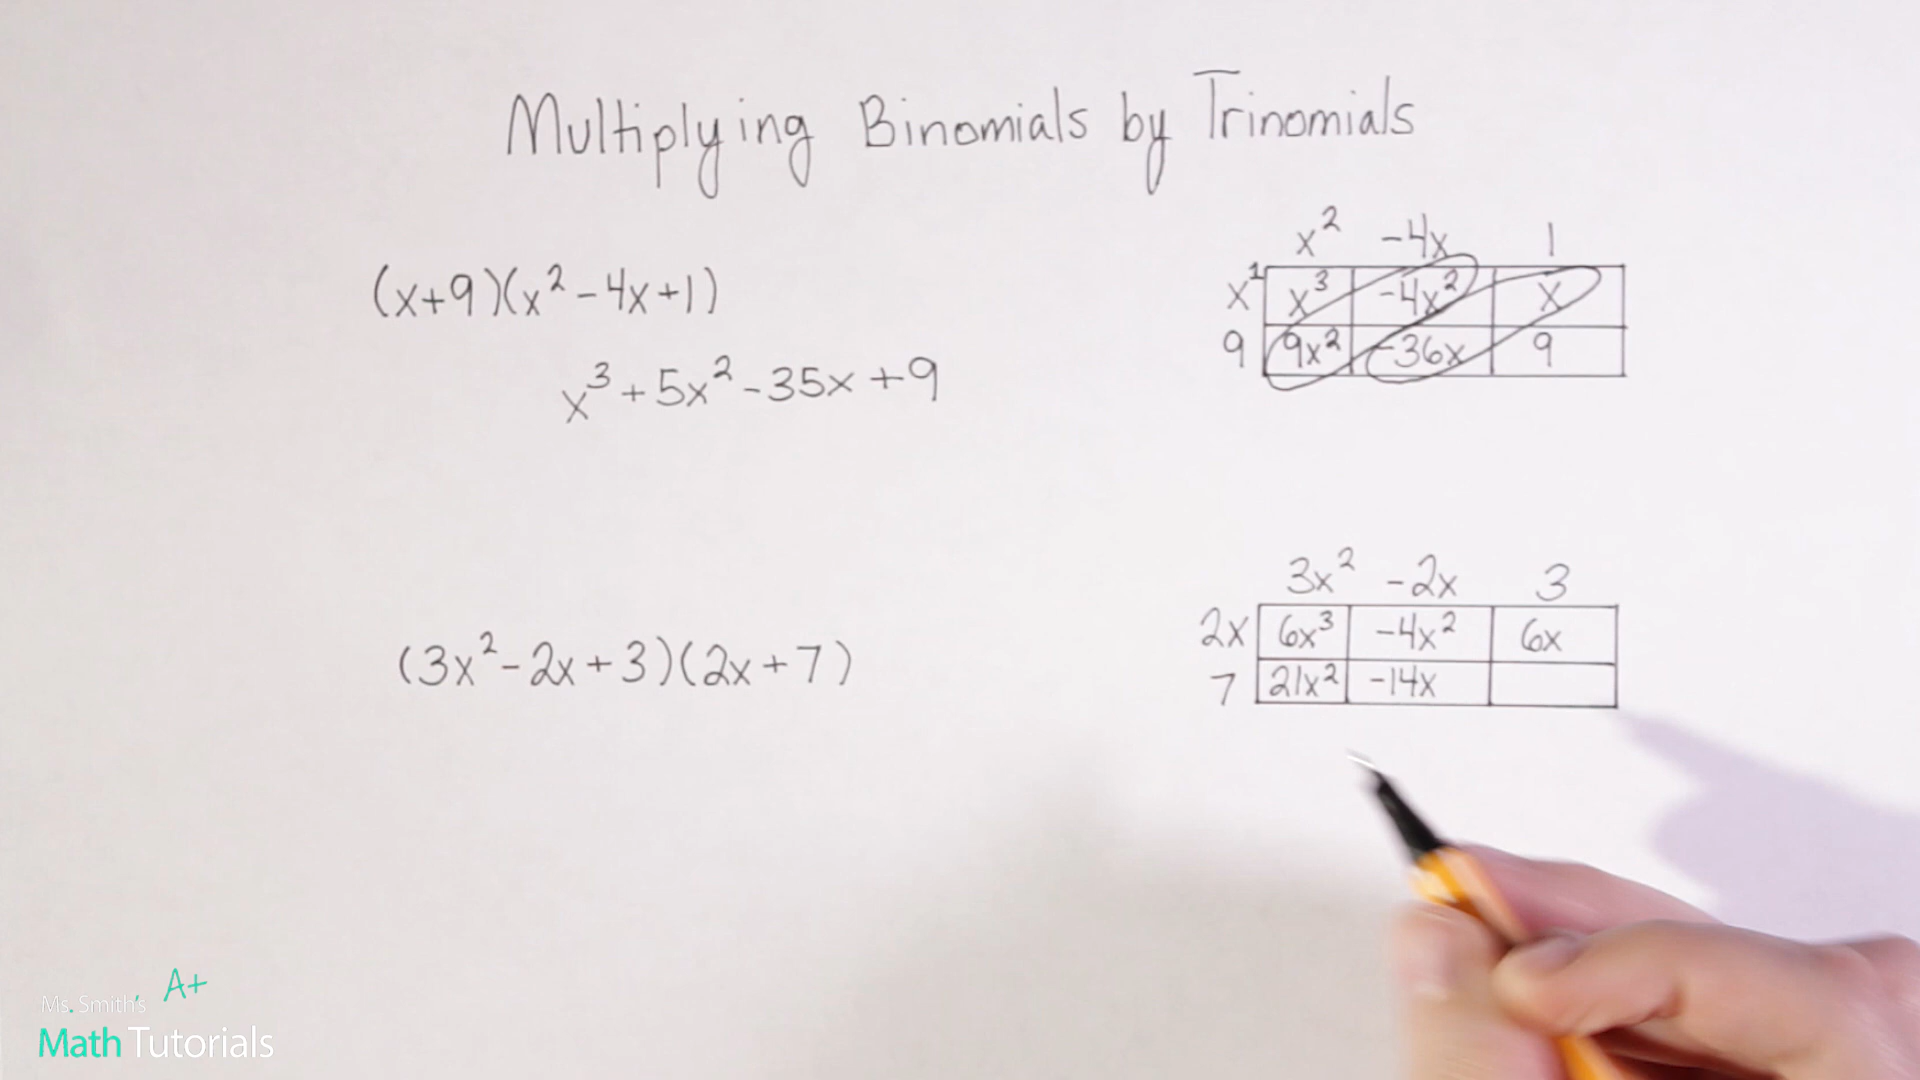 Multiplying Binomials by Trinomials
(x+9)(x² - 4x + 1)
x³ + 5x² - 35x + 9
x² -4x 1
x¹ x³ -4x² x
9 9x² -36x 9
(3x² - 2x + 3)(2x + 7)
3x² -2x 3
2x 6x³ -4x² 6x
7 21x² -14x
Ms. Smith's A+
Math Tutorials